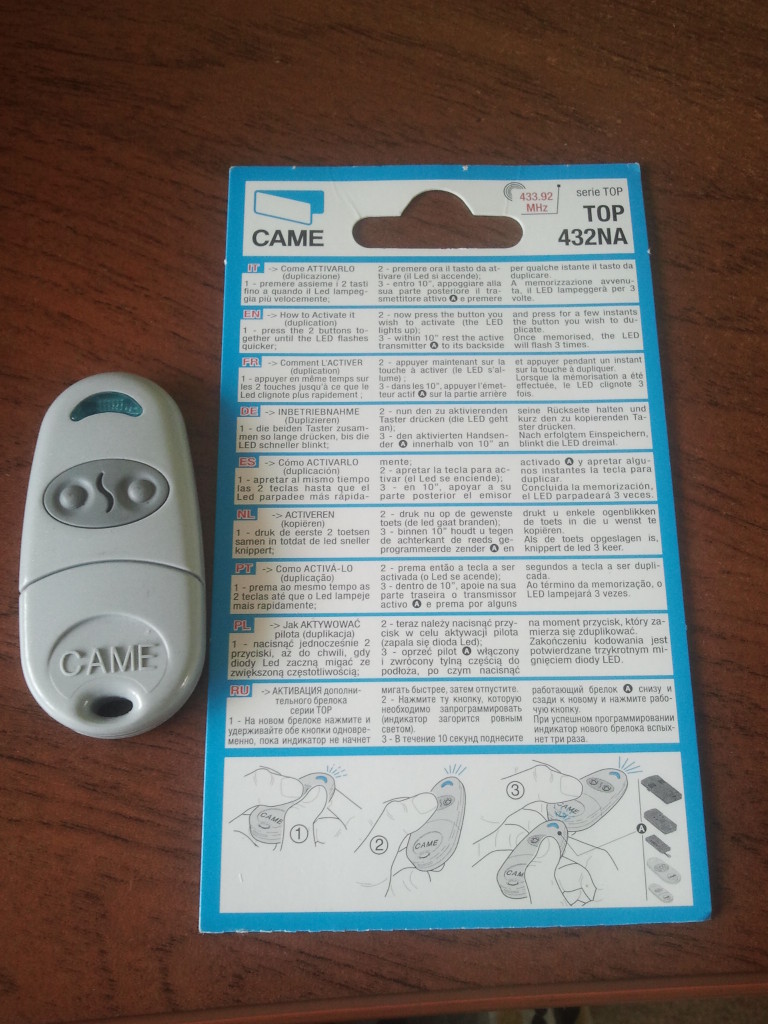 CAME
433.92
MHz
serie TOP
TOP
432NA
IT -> Come ATTIVARLO
(duplicazione)
1 - premere assieme i 2 tasti
fino a quando il Led lampeg-
gia più velocemente;
2 - premere ora il tasto da at-
tivare (il Led si accende);
3 - entro 10", appoggiare alla
sua parte posteriore il tra-
smettitore attivo A e premere
per qualche istante il tasto da
duplicare.
A memorizzazione avvenu-
ta, il LED lampeggerà per 3
volte.
EN -> How to Activate it
(duplication)
1 - press the 2 buttons to-
gether until the LED flashes
quicker;
2 - now press the button you
wish to activate (the LED
lights up);
3 - within 10" rest the active
transmitter A to its backside
and press for a few instants
the button you wish to du-
plicate.
Once memorised, the LED
will flash 3 times.
FR -> Comment L'ACTIVER
(duplication)
1 - appuyer en même temps sur
les 2 touches jusqu'à ce que le
Led clignote plus rapidement ;
2 - appuyer maintenant sur la
touche à activer (le LED s'al-
lume) .
3 - dans les 10", appuyer l'émet-
teur actif A sur la partie arrière
et appuyer pendant un instant
sur la touche à dupliquer.
Lorsque la mémorisation a été
effectuée, le LED clignote 3
fois.
DE -> INBETRIEBNAHME
(Duplizieren)
1 - die beiden Taster zusam-
men so lange drücken, bis die
LED schneller blinkt;
2 - nun den zu aktivierenden
Taster drücken (die LED geht
an);
3 - den aktivierten Handsen-
der A innerhalb von 10" an
seine Rückseite halten und
kurz den zu kopierenden Ta-
ster drücken.
Nach erfolgtem Einspeichern,
blinkt die LED dreimal.
ES -> Cómo ACTIVARLO
(duplicación)
1 - apretar al mismo tiempo
las 2 teclas hasta que el
Led parpadee más rápida-
mente;
2 - apretar la tecla para ac-
tivar (el Led se enciende);
3 - en 10", apoyar a su
parte posterior el emisor
activado A y apretar algu-
nos instantes la tecla para
duplicar.
Concluida la memorización,
el LED parpadeará 3 veces.
NL -> ACTIVEREN
(kopiëren)
1 - druk de eerste 2 toetsen
samen in totdat de led sneller
knippert;
2 - druk nu op de gewenste
toets (de led gaat branden);
3 - binnen 10" houdt u tegen
de achterkant de reeds ge-
programmeerde zender A en
drukt u enkele ogenblikken
de toets in die u wenst te
kopiëren.
Als de toets opgeslagen is,
knippert de led 3 keer.
PT -> Como ACTIVÁ-LO
(duplicação)
1 - prema ao mesmo tempo as
2 teclas até que o Led lampeje
mais rapidamente;
2 - prema então a tecla a ser
activada (o Led se acende);
3 - dentro de 10", apoie na sua
parte traseira o transmissor
activo A e prema por alguns
segundos a tecla a ser dupli-
cada.
Ao término da memorização, o
LED lampejará 3 vezes.
PL -> Jak AKTYWOWAĆ
pilota (duplikacja)
1 - nacisnąć jednocześnie 2
przyciski, aż do chwili, gdy
diody Led zaczną migać ze
zwiększoną częstotliwością;
2 - teraz należy nacisnąć przy-
cisk w celu aktywacji pilota
(zapala się dioda Led);
3 - oprzeć pilot A włączony
i zwrócony tylną częścią do
podłoża, po czym nacisnąć
na moment przycisk, który za-
mierza się zduplikować.
Zakończeniu kodowania jest
potwierdzane trzykrotnym mi-
gnięciem diody LED.
RU -> АКТИВАЦИЯ дополни-
тельного брелока
серии TOP
1 - На новом брелоке нажмите и
удерживайте обе кнопки одновре-
менно, пока индикатор не начнет
мигать быстрее, затем отпустите.
2 - Нажмите ту кнопку, которую
необходимо запрограммировать
(индикатор загорится ровным
светом).
3 - В течение 10 секунд поднесите
работающий брелок A снизу и
сзади к новому и нажмите рабо-
чую кнопку.
При успешном программировании
индикатор нового брелока вспых-
нет три раза.
CAME
1
CAME
2
CAME
3
CAME
CAM
A
CAME